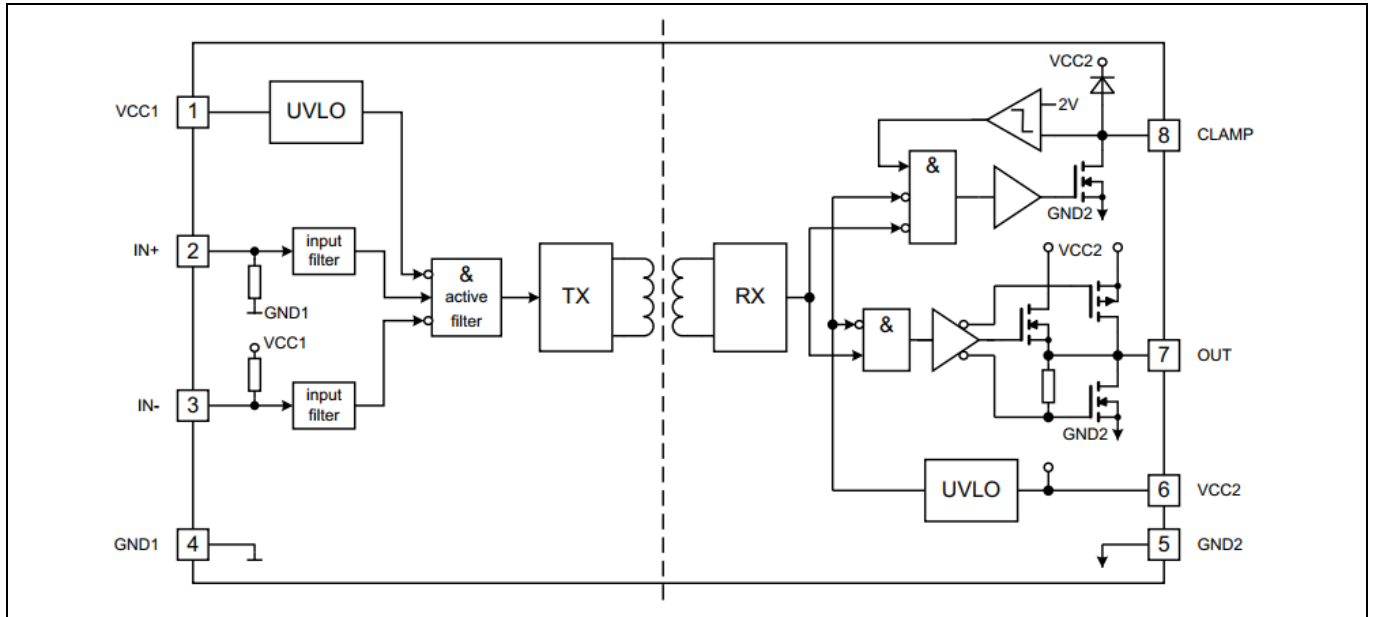 VCC1
1
UVLO
IN+
2
input
filter
GND1
VCC1
IN-
3
input
filter
GND1
4
&
active
filter
TX
RX
VCC2
2V
8
CLAMP
&
GND2
VCC2
&
7
OUT
GND2
UVLO
6
VCC2
5
GND2